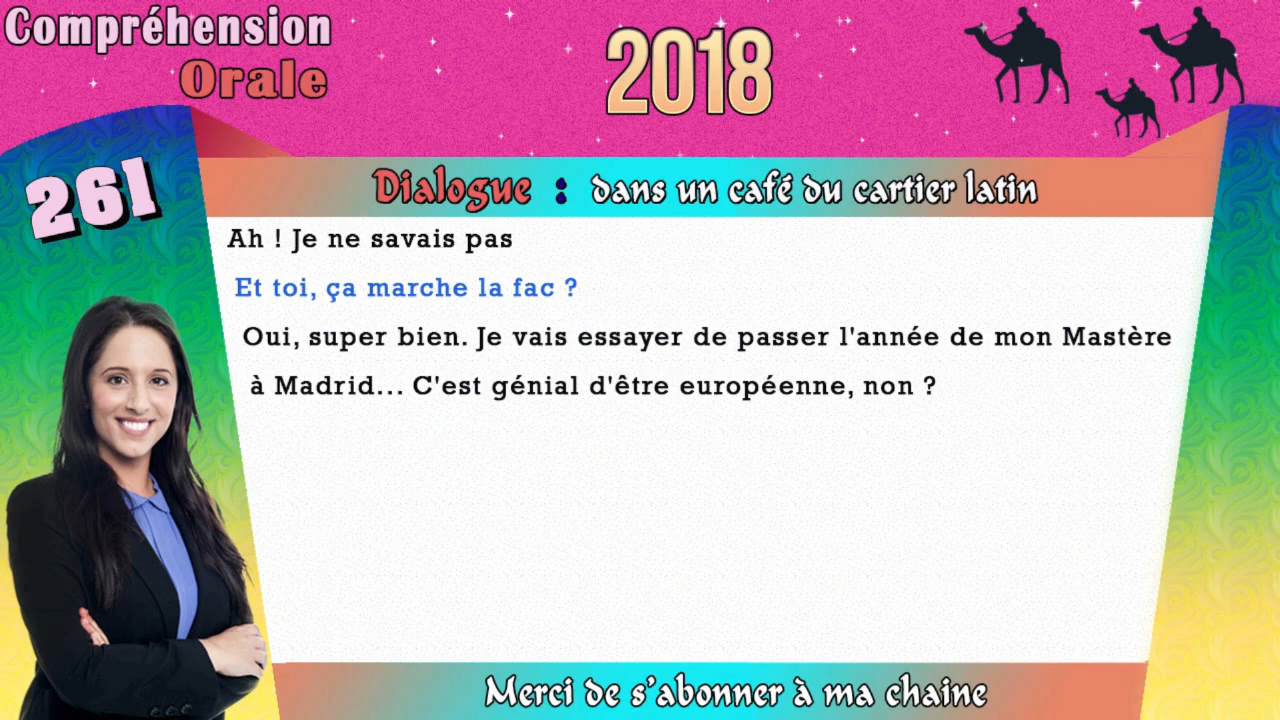 Compréhension
Orale
2018
261
Dialogue : dans un café du cartier latin
Ah ! Je ne savais pas
Et toi, ça marche la fac ?
Oui, super bien. Je vais essayer de passer l'année de mon Mastère
à Madrid... C'est génial d'être européenne, non ?
Merci de s'abonner à ma chaine